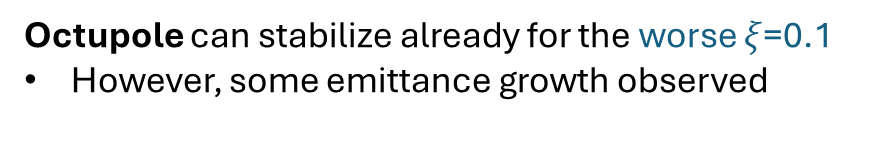 Octupole can stabilize already for the worse ξ=0.1
• However, some emittance growth observed